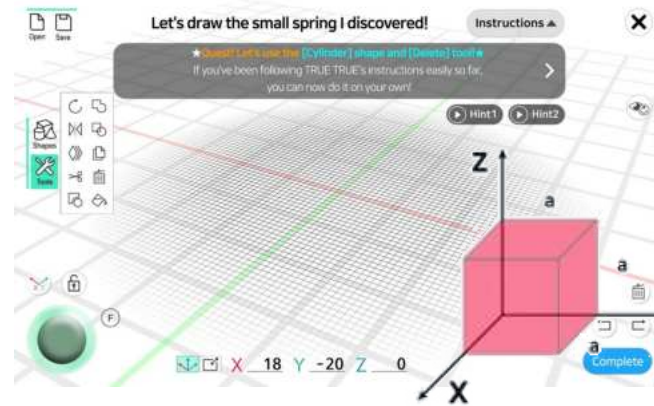 Open Save
Let's draw the small spring I discovered!
Instructions ▲
★Quest! Let's use the [Cylinder] shape and [Delete] tool!★
If you've been following TRUE TRUE's instructions easily so far,
you can now do it on your own!
Hint1 Hint2
Shapes
Tools
Z
a
a
a
F
X 18 Y -20 Z 0
X
Complete